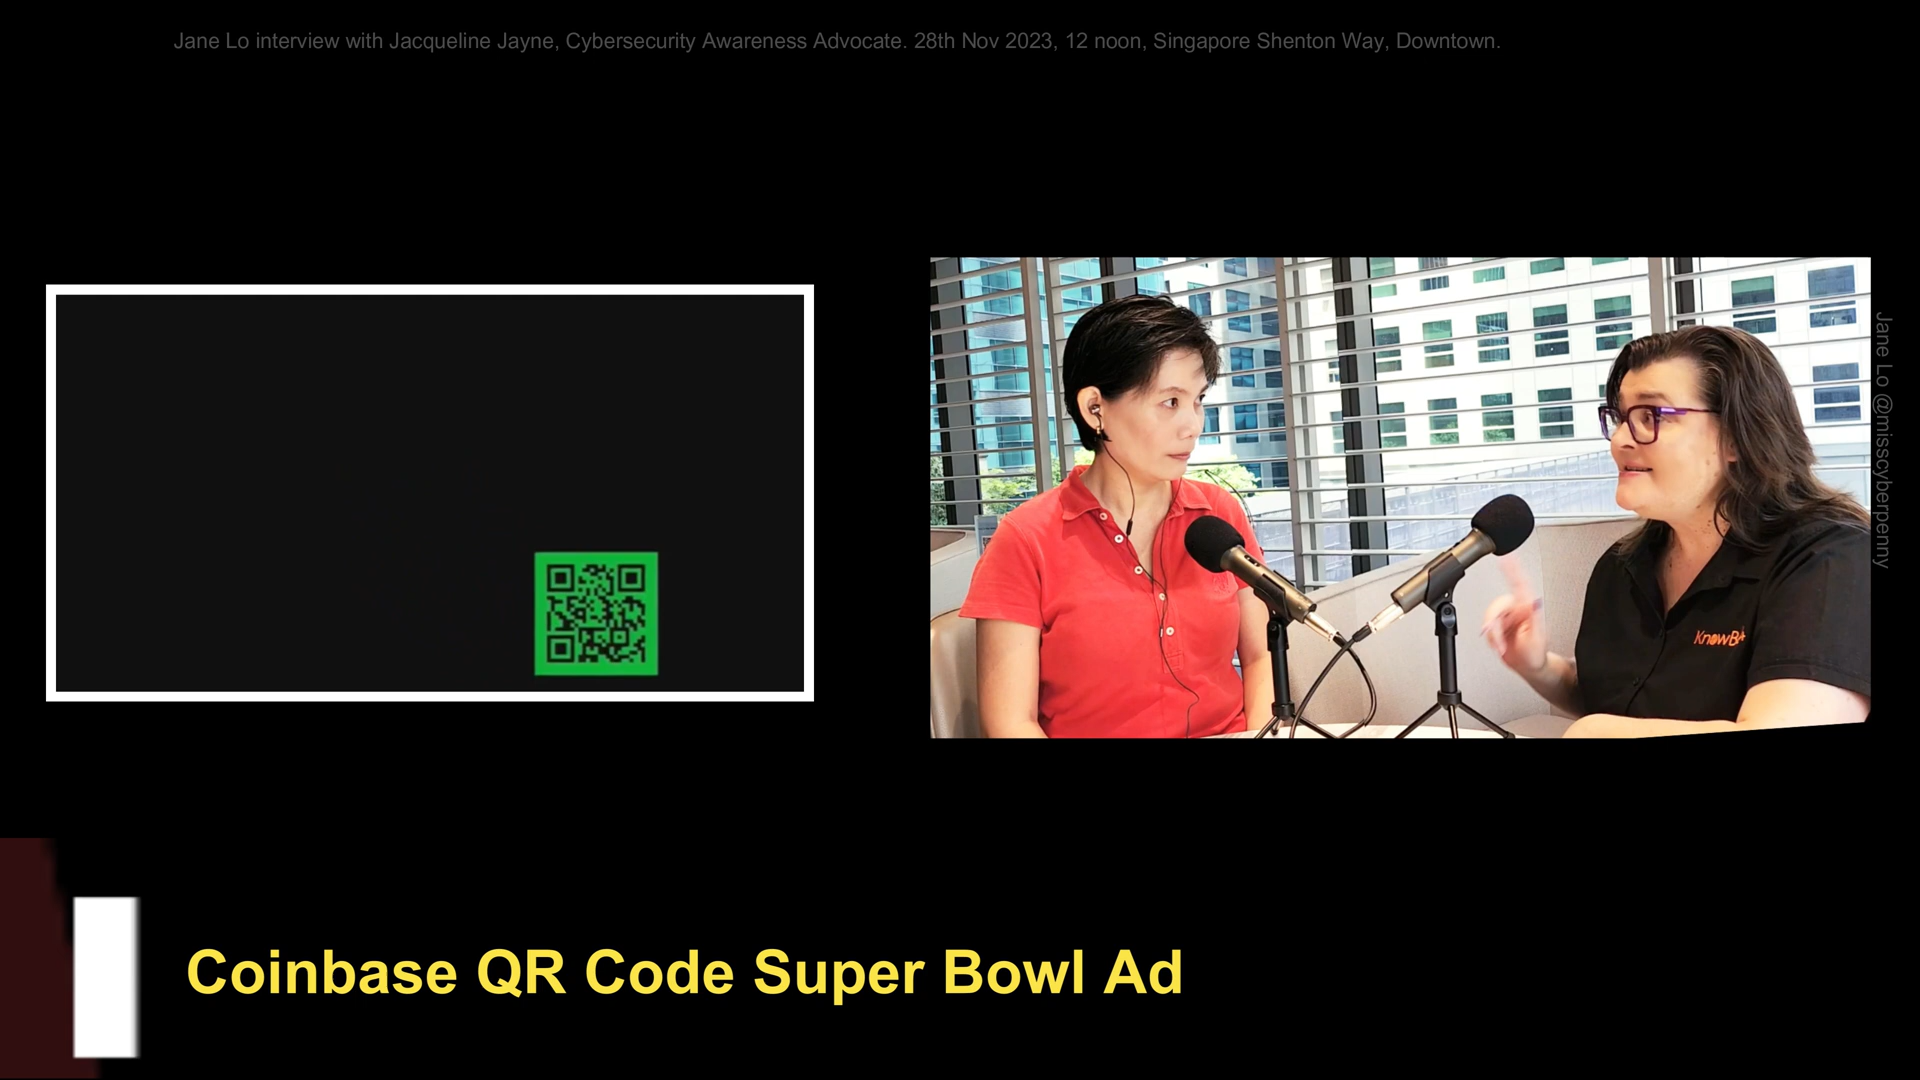 Jane Lo interview with Jacqueline Jayne, Cybersecurity Awareness Advocate. 28th Nov 2023, 12 noon, Singapore Shenton Way, Downtown.
Jane Lo @misscyberpenny
KnowBe4
Coinbase QR Code Super Bowl Ad